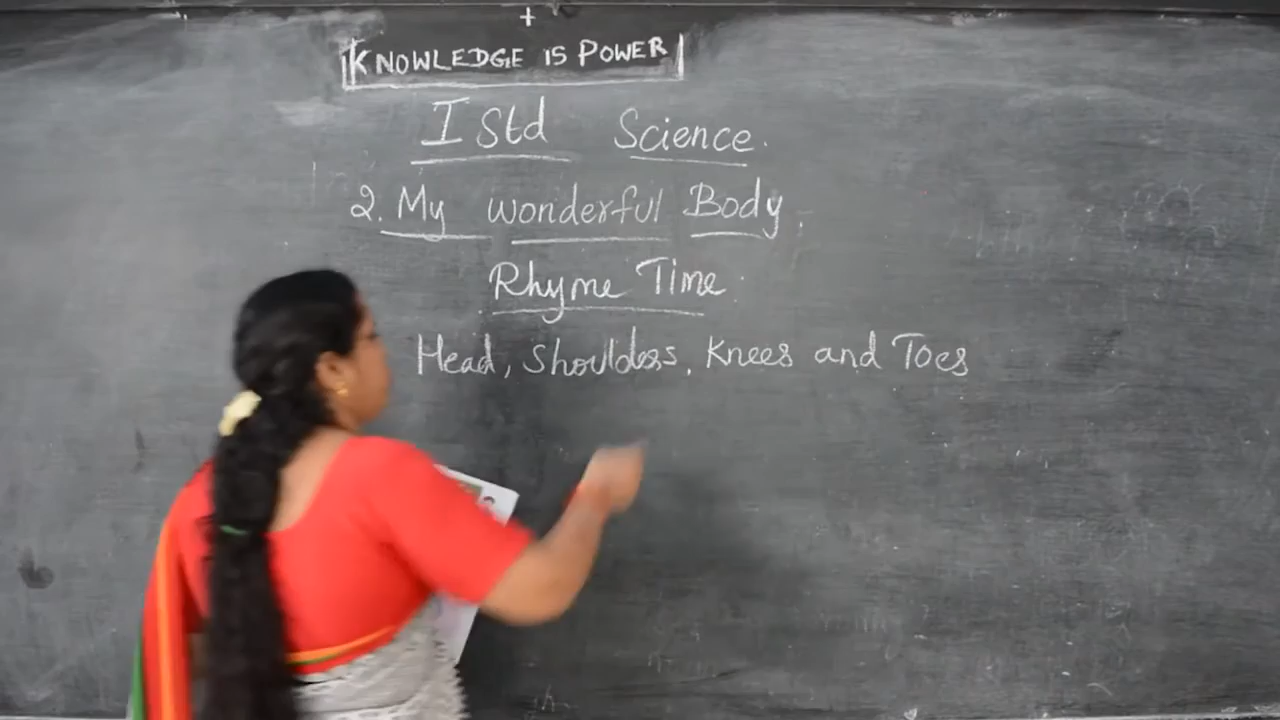 +
KNOWLEDGE IS POWER
I Std Science.
2. My wonderful Body.
Rhyme Time.
Head, Shoulders, Knees and Toes